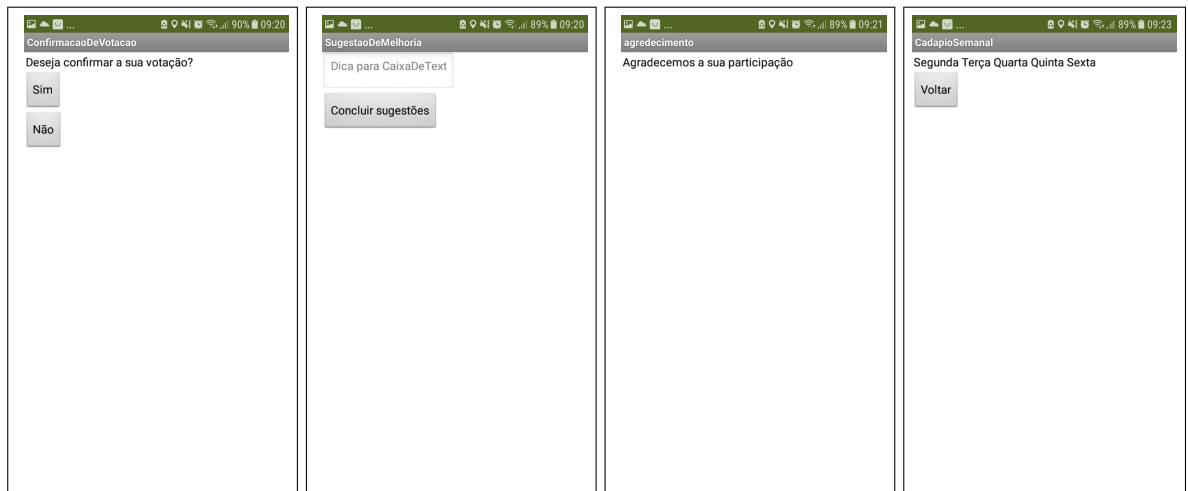 ... 90% 09:20
ConfirmacaoDeVotacao
Deseja confirmar a sua votação?
Sim
Não
... 89% 09:20
SugestaoDeMelhoria
Dica para CaixaDeText
Concluir sugestões
... 89% 09:21
agredecimento
Agradecemos a sua participação
... 89% 09:23
CadapioSemanal
Segunda Terça Quarta Quinta Sexta
Voltar